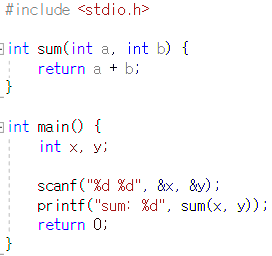 #include <stdio.h>
int sum(int a, int b) {
return a + b;
}
int main() {
int x, y;
scanf("%d %d", &x, &y);
printf("sum: %d", sum(x, y));
return 0;
}